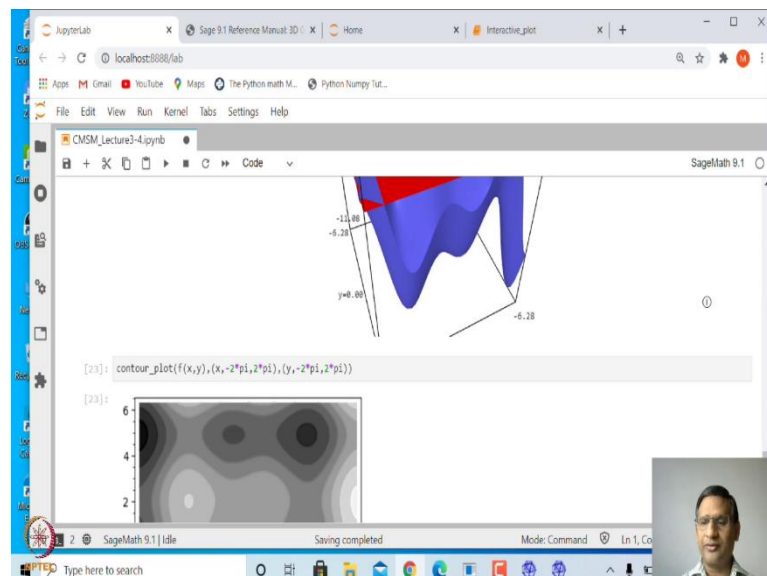 JupyterLab Sage 9.1 Reference Manual: 3D G Home Interactive_plot
localhost:8888/lab
Apps Gmail YouTube Maps The Python math M... Python Numpy Tut...
File Edit View Run Kernel Tabs Settings Help
CMSM_Lecture3-4.ipynb
Code SageMath 9.1
-11.08
-6.28
y=0.00
-6.28
[23]: contour_plot(f(x,y),(x,-2*pi,2*pi),(y,-2*pi,2*pi))
[23]:
6
4
2
2 SageMath 9.1 | Idle Saving completed Mode: Command Ln 1, Co
NPTEL Type here to search